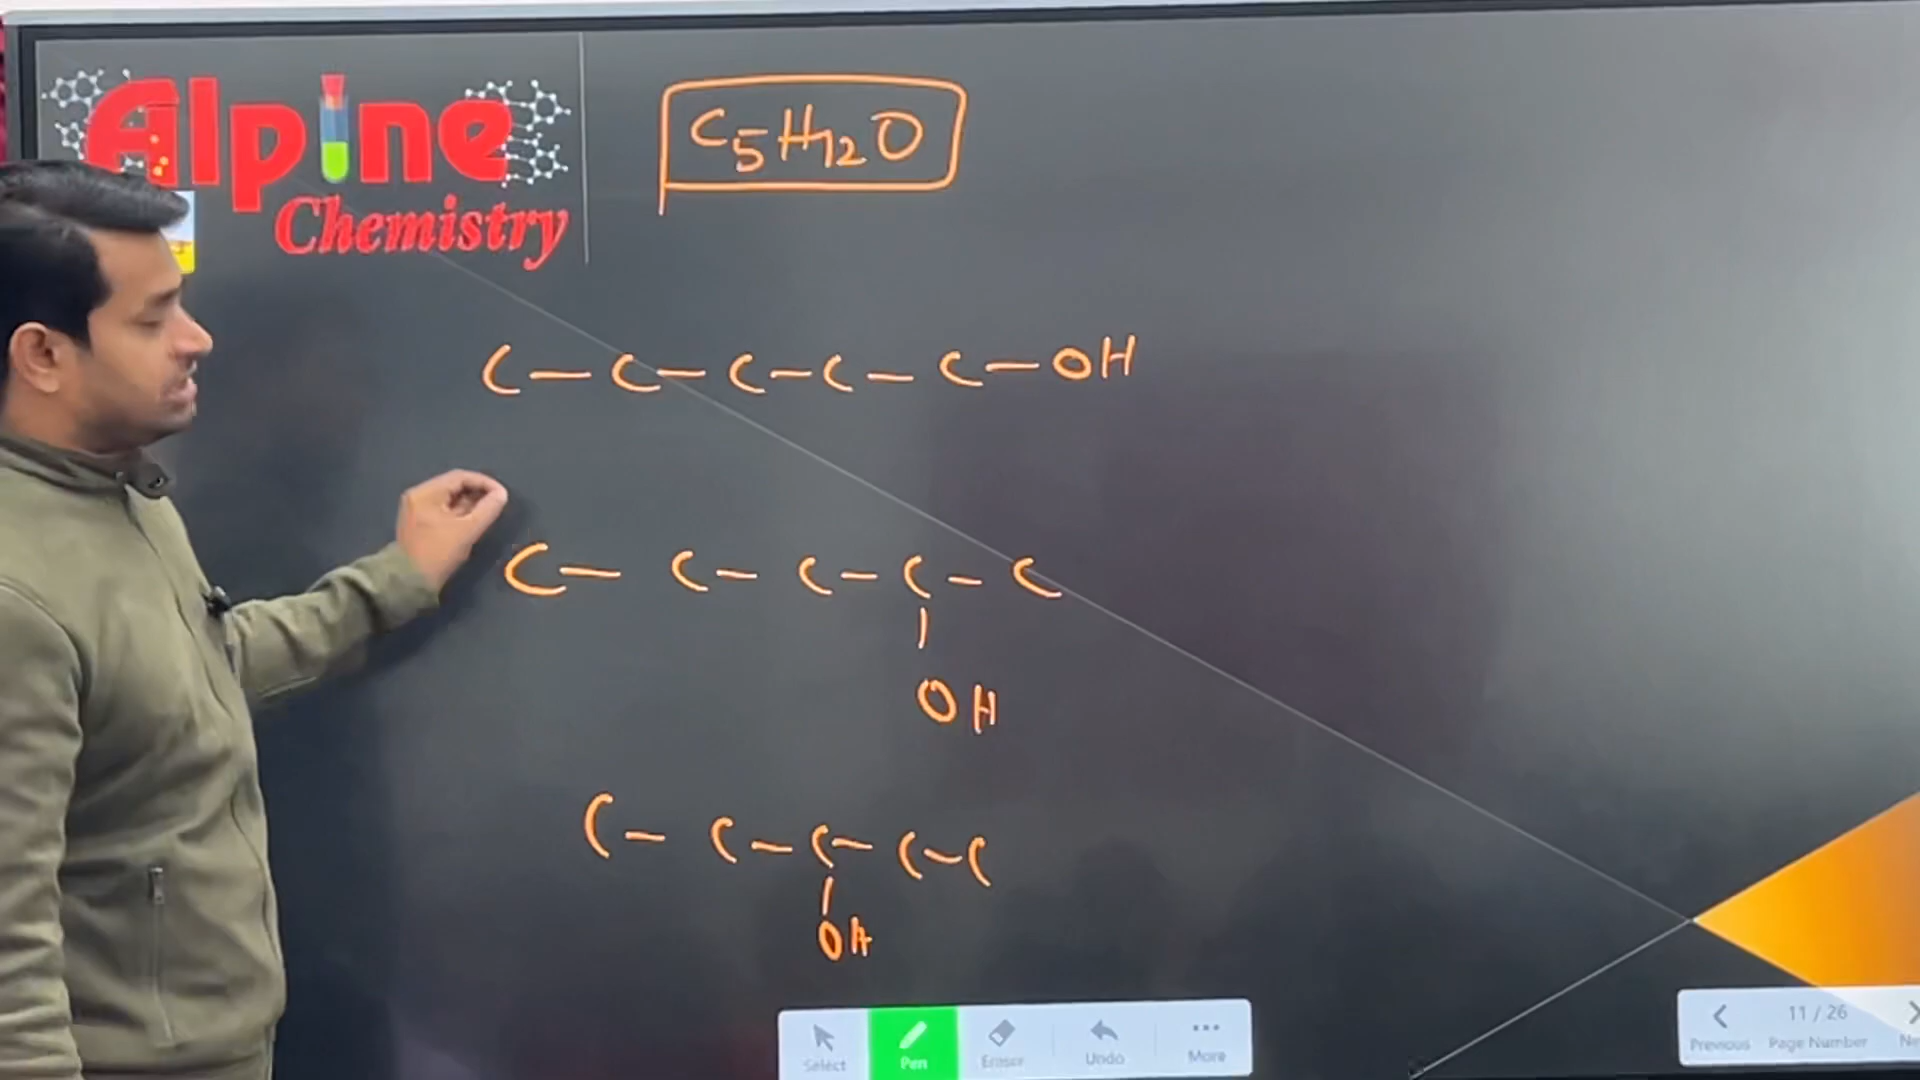 Alpine
Chemistry
C5H12O
C-C-C-C-C-OH
C-C-C-C-C
OH
C-C-C-C-C
OH
Select
Pen
Eraser
Undo
More
Previous
11 / 26
Page Number